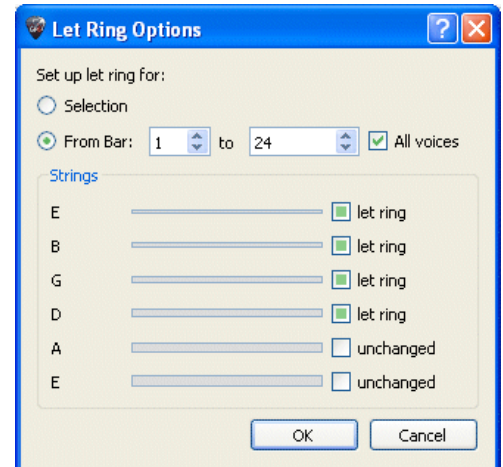 Let Ring Options
Set up let ring for:
Selection
From Bar: 1 to 24 All voices
Strings
E let ring
B let ring
G let ring
D let ring
A unchanged
E unchanged
OK Cancel